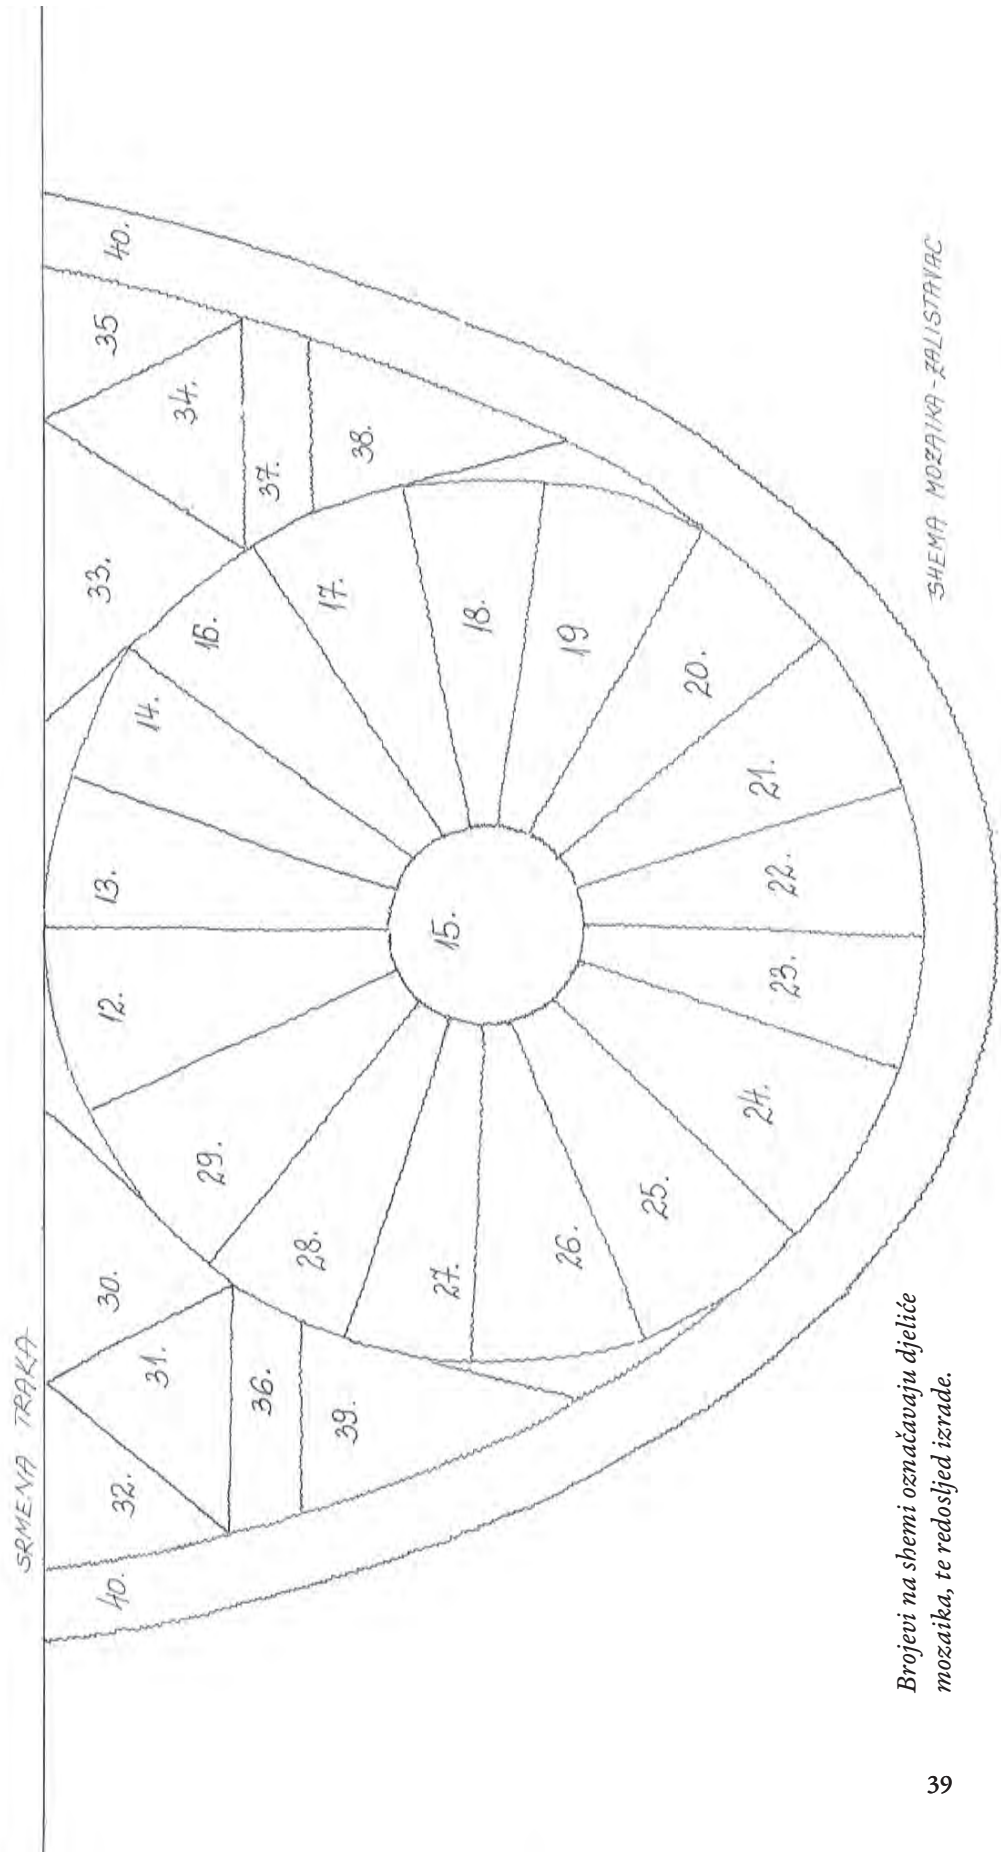 SRMENA TRAKA
40. 32. 30. 12. 13. 33. 35 40.
31. 14.
29. 16. 34.
36. 37.
28. 17.
39. 38.
27. 15. 18.
26. 19
25. 20.
24. 23. 22. 21.
SHEMA MOZAIKA-ZALISTAVAC
Brojevi na shemi označavaju djeliće
mozaika, te redosljed izrade.
39